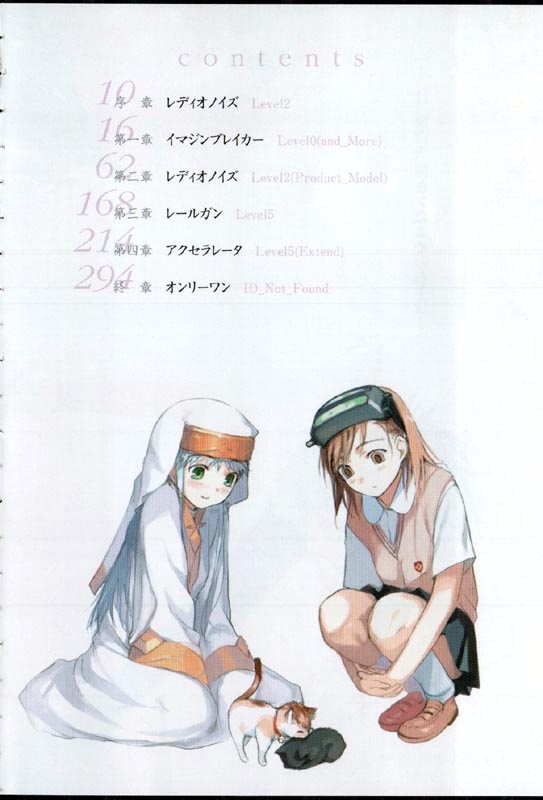 contents
10
序　章　レディオノイズ　Level2
16
第一章　イマジンブレイカー　Level0(and_More)
62
第二章　レディオノイズ　Level2(Product_Model)
168
第三章　レールガン　Level5
214
第四章　アクセラレータ　Level5(Extend)
294
終　章　オンリーワン　ID_Not_Found